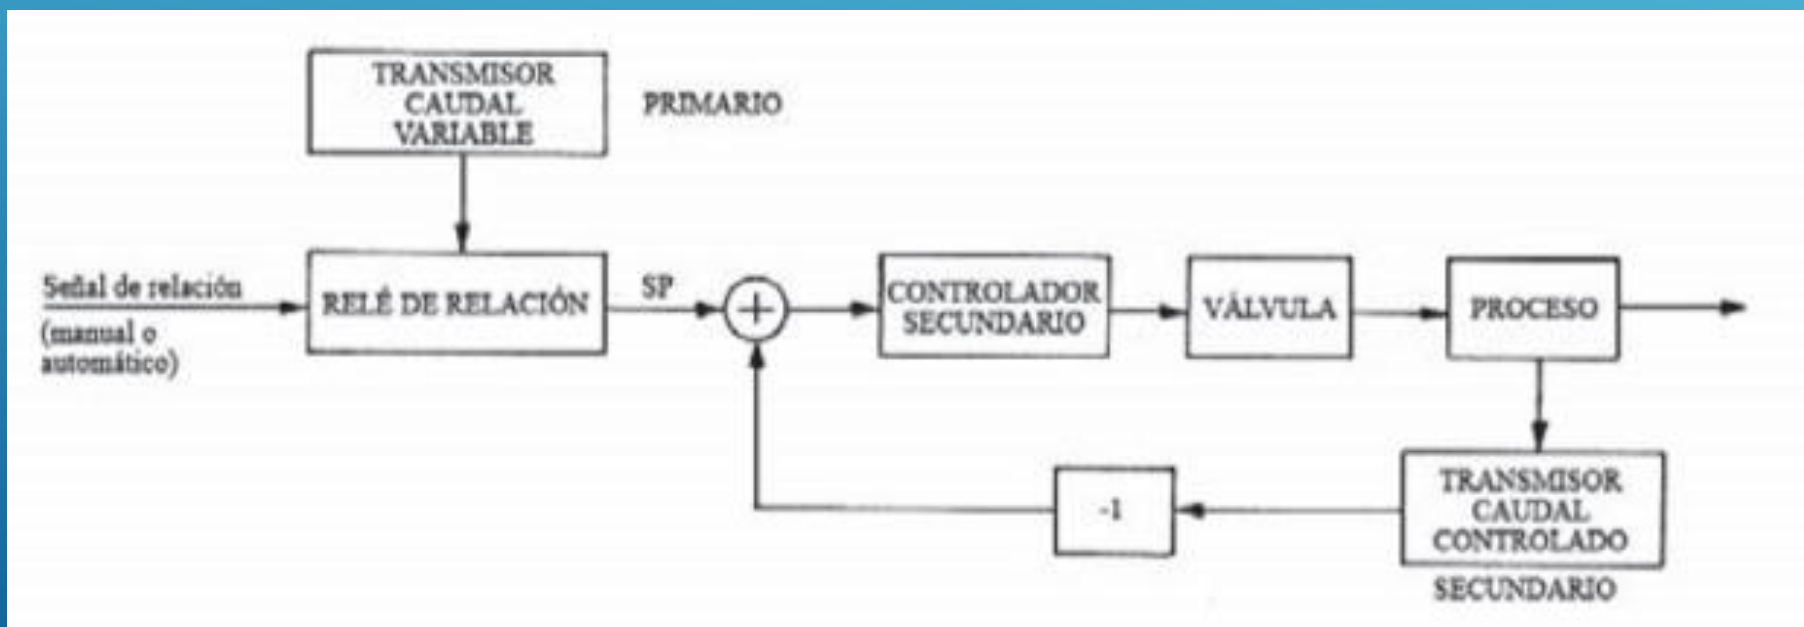 TRANSMISOR
CAUDAL
VARIABLE
PRIMARIO
Señal de relación
(manual o
automático)
RELÉ DE RELACIÓN
SP
+
CONTROLADOR
SECUNDARIO
VÁLVULA
PROCESO
-1
TRANSMISOR
CAUDAL
CONTROLADO
SECUNDARIO